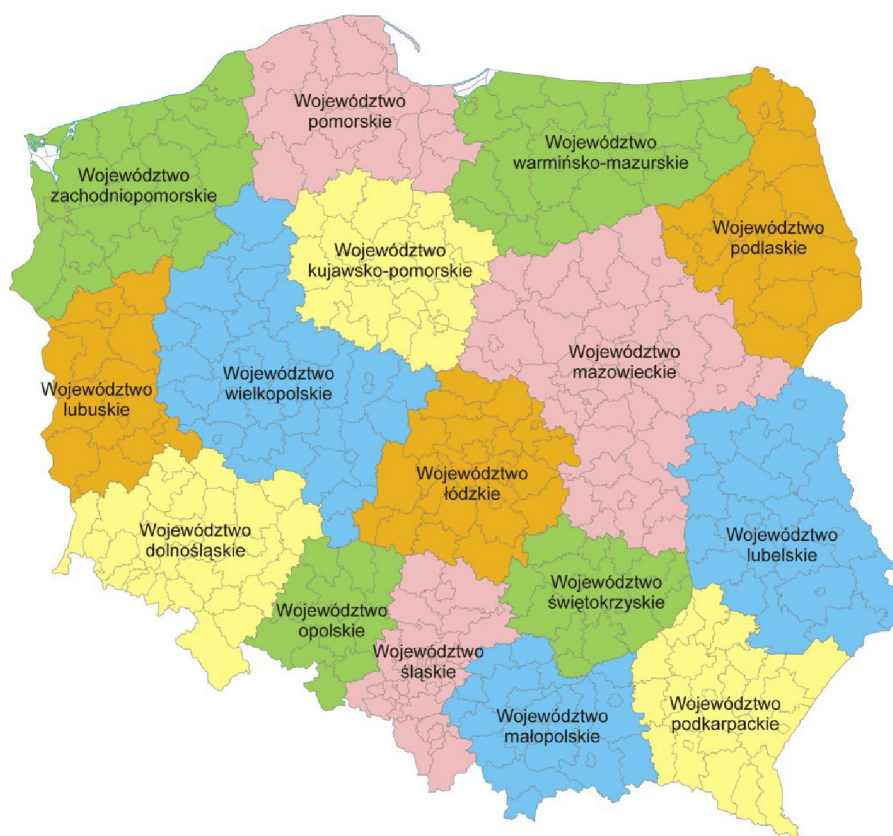 Województwo
pomorskie
Województwo
warmińsko-mazurskie
Województwo
zachodniopomorskie
Województwo
podlaskie
Województwo
kujawsko-pomorskie
Województwo
mazowieckie
Województwo
wielkopolskie
Województwo
lubuskie
Województwo
łódzkie
Województwo
dolnośląskie
Województwo
lubelskie
Województwo
świętokrzyskie
Województwo
opolskie
Województwo
śląskie
Województwo
małopolskie
Województwo
podkarpackie